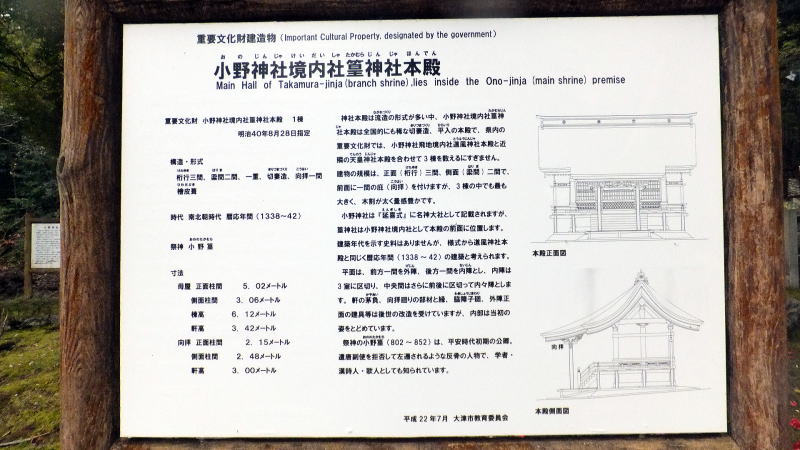 重要文化財建造物 (Important Cultural Property, designated by the government)
おの じんじゃけいだいしゃたかむらじんじゃほんでん
小野神社境内社篁神社本殿
Main Hall of Takamura-jinja(branch shrine),lies inside the Ono-jinja (main shrine) premise
重要文化財 小野神社境内社篁神社本殿 1棟
明治40年8月28日指定
構造・形式
桁行三間、梁間二間、一重、切妻造、向拝一間
檜皮葺
時代 南北朝時代 暦応年間(1338〜42)
祭神 小野篁
寸法
母屋 正面柱間 5.02メートル
側面柱間 3.06メートル
棟高 6.12メートル
軒高 3.42メートル
向拝 正面柱間 2.15メートル
側面柱間 2.48メートル
軒高 3.00メートル
神社本殿は流造の形式が多い中、小野神社境内社篁神
社本殿は全国的にも稀な切妻造、平入の本殿で、県内の
重要文化財では、小野神社飛地境内社道風神社本殿と近
隣の天皇神社本殿を合わせて3棟を数えるにすぎません。
建物の規模は、正面(桁行)三間、側面(梁間)二間で、
前面に一間の庇(向拝)を付けますが、3棟の中でも最も
大きく、木割が太く量感豊かです。
小野神社は『延喜式』に名神大社として記載されますが、
篁神社は小野神社境内社として本殿の前面に位置します。
建築年代を示す史料はありませんが、様式から道風神社本
殿と同じく暦応年間(1338〜42)の建築と考えられます。
平面は、前方一間を外陣、後方一間を内陣とし、内陣は
3室に区切り、中央間はさらに前後に区切って内々陣としま
す。軒の茅負、向拝廻りの部材と縁、脇障子廻、外陣正
面の建具等は後世の改造を受けていますが、内部は当初の
姿をとどめています。
祭神の小野篁(802〜852)は、平安時代初期の公卿。
遣唐副使を拒否して左遷されるような反骨の人物で、学者・
漢詩人・歌人としても知られています。
本殿正面図
向拝
本殿側面図
平成22年7月 大津市教育委員会